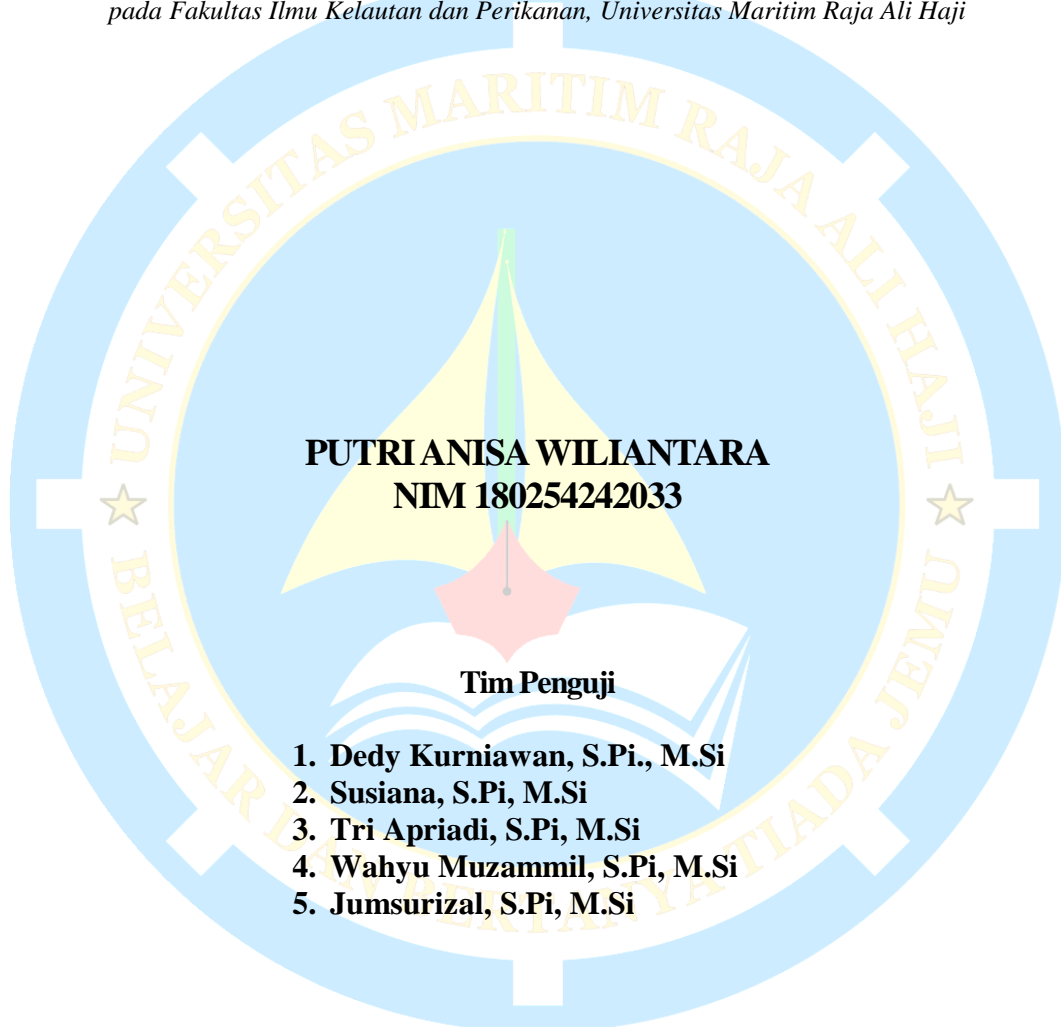 pada Fakultas Ilmu Kelautan dan Perikanan, Universitas Maritim Raja Ali Haji
UNIVERSITAS MARITIM RAJA ALI HAJI
PUTRI ANISA WILIANTARA
NIM 180254242033
Tim Penguji
1. Dedy Kurniawan, S.Pi., M.Si
2. Susiana, S.Pi, M.Si
3. Tri Apriadi, S.Pi, M.Si
4. Wahyu Muzammil, S.Pi, M.Si
5. Jumsurizal, S.Pi, M.Si
BELAJAR DAN BERTANYA TIADA JEMU